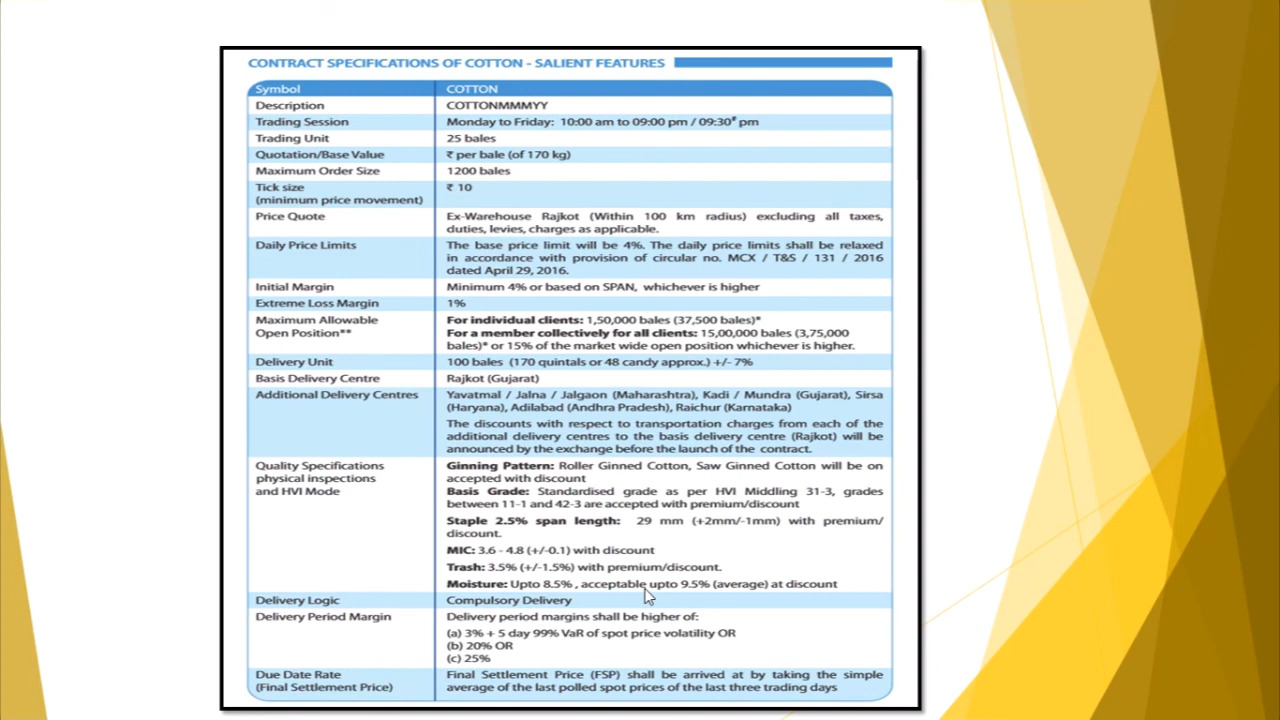 CONTRACT SPECIFICATIONS OF COTTON - SALIENT FEATURES
Symbol COTTON
Description COTTONMMMYY
Trading Session Monday to Friday: 10:00 am to 09:00 pm / 09:30# pm
Trading Unit 25 bales
Quotation/Base Value ₹ per bale (of 170 kg)
Maximum Order Size 1200 bales
Tick size ₹ 10
(minimum price movement)
Price Quote Ex-Warehouse Rajkot (Within 100 km radius) excluding all taxes,
duties, levies, charges as applicable.
Daily Price Limits The base price limit will be 4%. The daily price limits shall be relaxed
in accordance with provision of circular no. MCX / T&S / 131 / 2016
dated April 29, 2016.
Initial Margin Minimum 4% or based on SPAN, whichever is higher
Extreme Loss Margin 1%
Maximum Allowable For individual clients: 1,50,000 bales (37,500 bales)*
Open Position** For a member collectively for all clients: 15,00,000 bales (3,75,000
bales)* or 15% of the market wide open position whichever is higher.
Delivery Unit 100 bales (170 quintals or 48 candy approx.) +/- 7%
Basis Delivery Centre Rajkot (Gujarat)
Additional Delivery Centres Yavatmal / Jalna / Jalgaon (Maharashtra), Kadi / Mundra (Gujarat), Sirsa
(Haryana), Adilabad (Andhra Pradesh), Raichur (Karnataka)
The discounts with respect to transportation charges from each of the
additional delivery centres to the basis delivery centre (Rajkot) will be
announced by the exchange before the launch of the contract.
Quality Specifications Ginning Pattern: Roller Ginned Cotton, Saw Ginned Cotton will be on
physical inspections accepted with discount
and HVI Mode Basis Grade: Standardised grade as per HVI Middling 31-3, grades
between 11-1 and 42-3 are accepted with premium/discount
Staple 2.5% span length: 29 mm (+2mm/-1mm) with premium/
discount.
MIC: 3.6 - 4.8 (+/-0.1) with discount
Trash: 3.5% (+/-1.5%) with premium/discount.
Moisture: Upto 8.5% , acceptable upto 9.5% (average) at discount
Delivery Logic Compulsory Delivery
Delivery Period Margin Delivery period margins shall be higher of:
(a) 3% + 5 day 99% VaR of spot price volatility OR
(b) 20% OR
(c) 25%
Due Date Rate Final Settlement Price (FSP) shall be arrived at by taking the simple
(Final Settlement Price) average of the last polled spot prices of the last three trading days